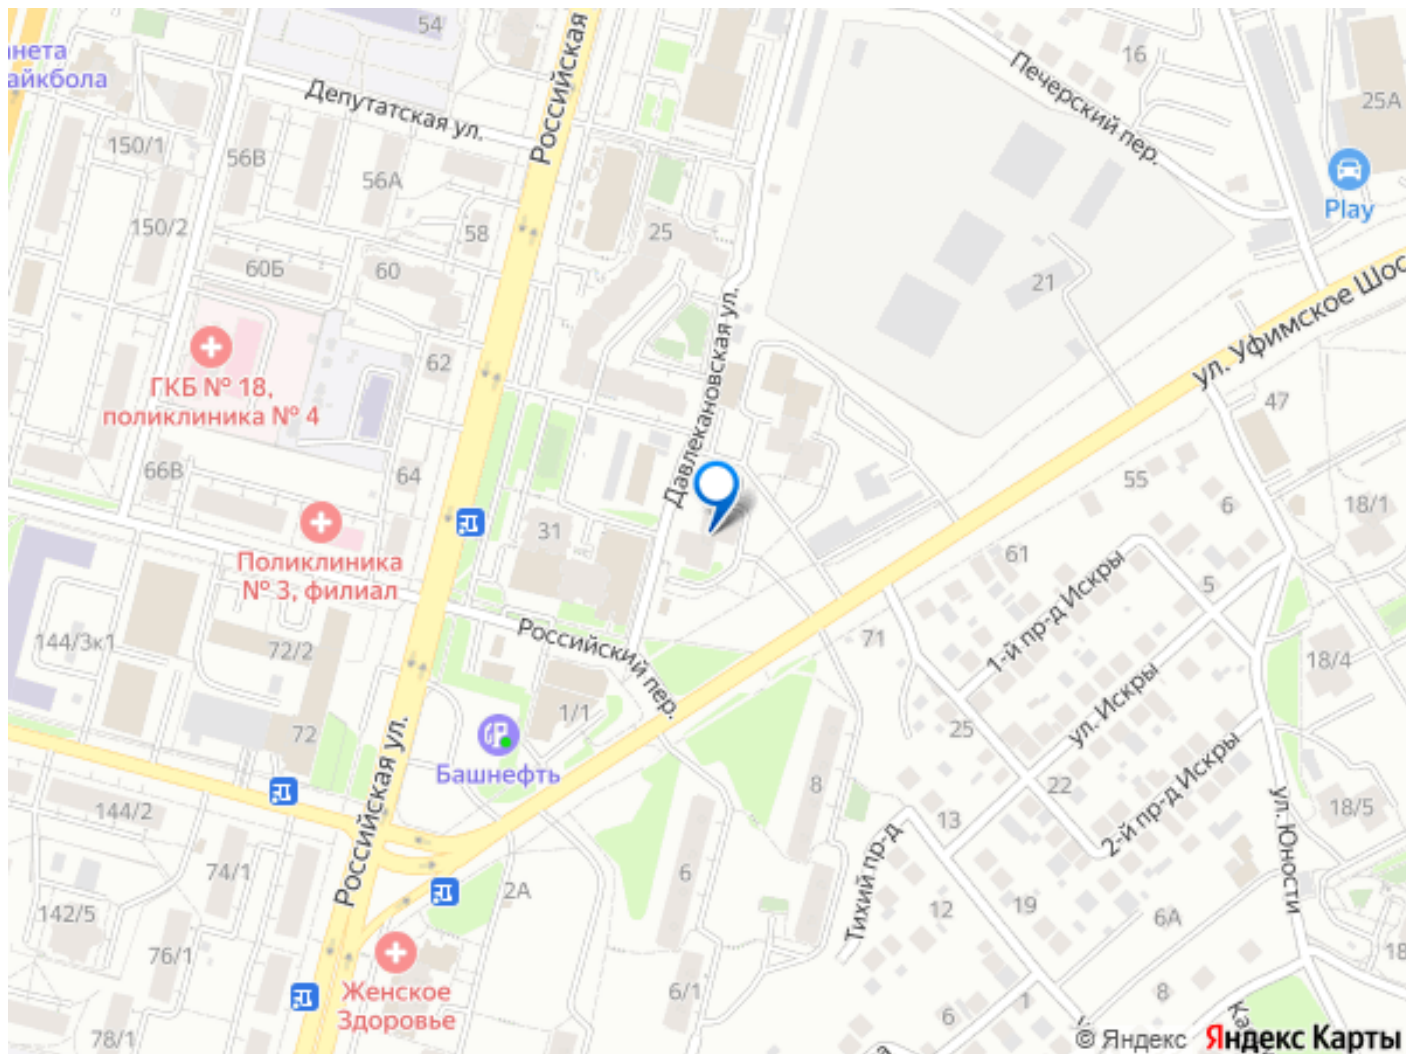 54
Российская
Печерский пер.
16
25А
нета
айкбола
Депутатская ул.
150/1
56В
56А
Play
150/2
58
25
60Б
60
21
ул. Уфимское Шос
62
ГКБ № 18,
поликлиника № 4
Давлекановская ул.
47
66В
64
55
6
18/1
31
Поликлиника
№ 3, филиал
61
5
1-й пр-д Искры
144/3к1
72/2
Российский пер.
71
18/4
ул. Искры
1/1
25
72
Российская ул.
Башнефть
144/2
8
22
2-й пр-д Искры
18/5
13
ул. Юности
74/1
6
2А
Тихий пр-д
142/5
12
19
6А
76/1
18
Женское
Здоровье
6/1
1
8
6
78/1
© Яндекс
Яндекс Карты